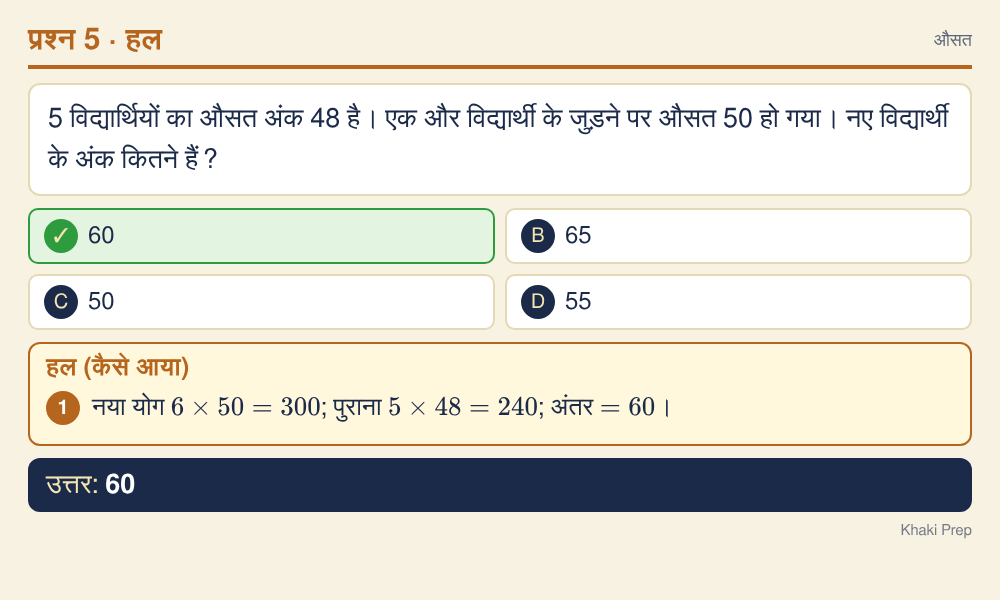 प्रश्न 5 · हल
औसत
5 विद्यार्थियों का औसत अंक 48 है। एक और विद्यार्थी के जुड़ने पर औसत 50 हो गया। नए विद्यार्थी
के अंक कितने हैं?
✓ 60
B 65
C 50
D 55
हल (कैसे आया)
1 नया योग 6 × 50 = 300; पुराना 5 × 48 = 240; अंतर = 60।
उत्तर: 60
Khaki Prep